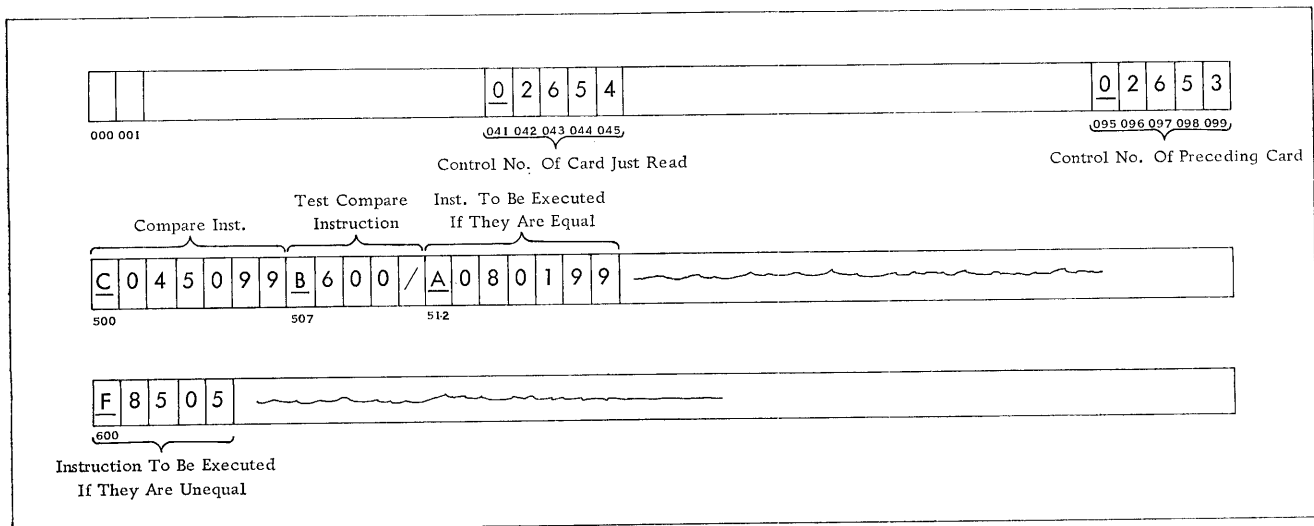 0 2 6 5 4 0 2 6 5 3
000 001 041 042 043 044 045 095 096 097 098 099
Control No. Of Card Just Read Control No. Of Preceding Card
Compare Inst. Test Compare Instruction Inst. To Be Executed If They Are Equal
C 0 4 5 0 9 9 B 6 0 0 / A 0 8 0 1 9 9
500 507 512
F 8 5 0 5
600
Instruction To Be Executed
If They Are Unequal